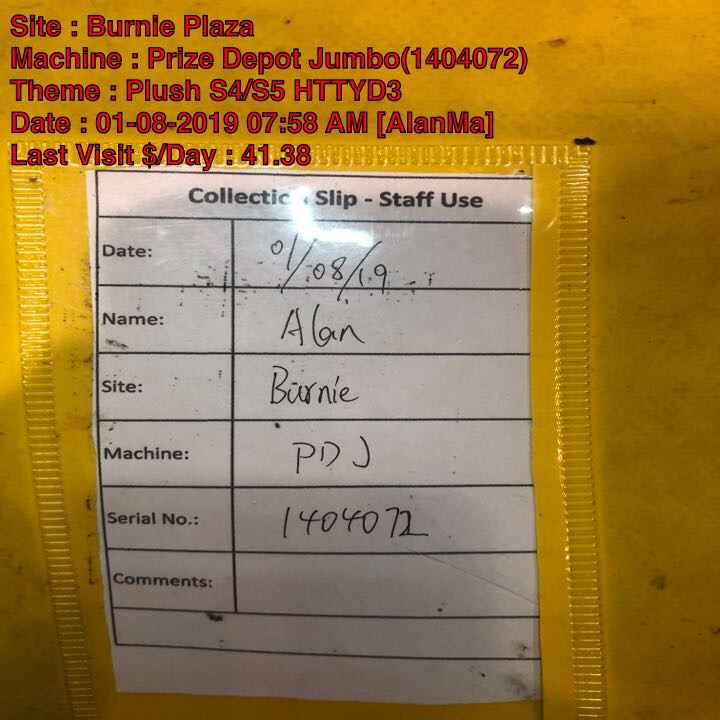 Site : Burnie Plaza
Machine : Prize Depot Jumbo(1404072)
Theme : Plush S4/S5 HTTYD3
Date : 01-08-2019 07:58 AM [AlanMa]
Last Visit $/Day : 41.38
Collection Slip - Staff Use
Date: 01/08/19
Name: Alan
Site: Burnie
Machine: PDJ
Serial No.: 1404072
Comments: